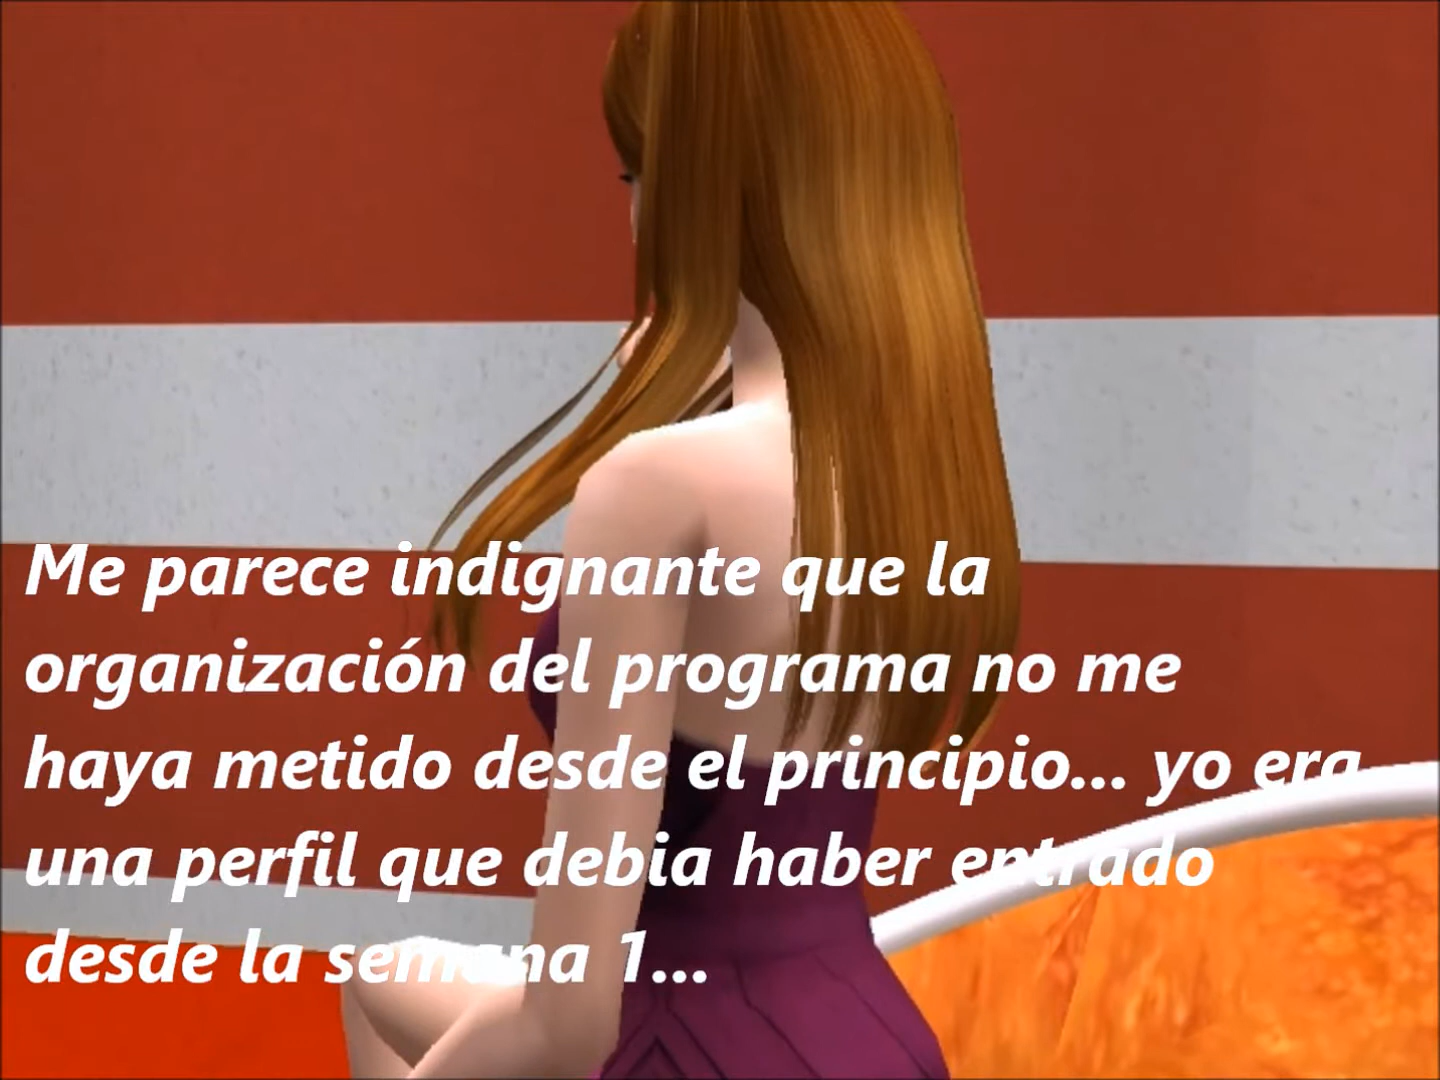 Me parece indignante que la
organización del programa no me
haya metido desde el principio... yo era
una perfil que debia haber entrado
desde la semana 1...